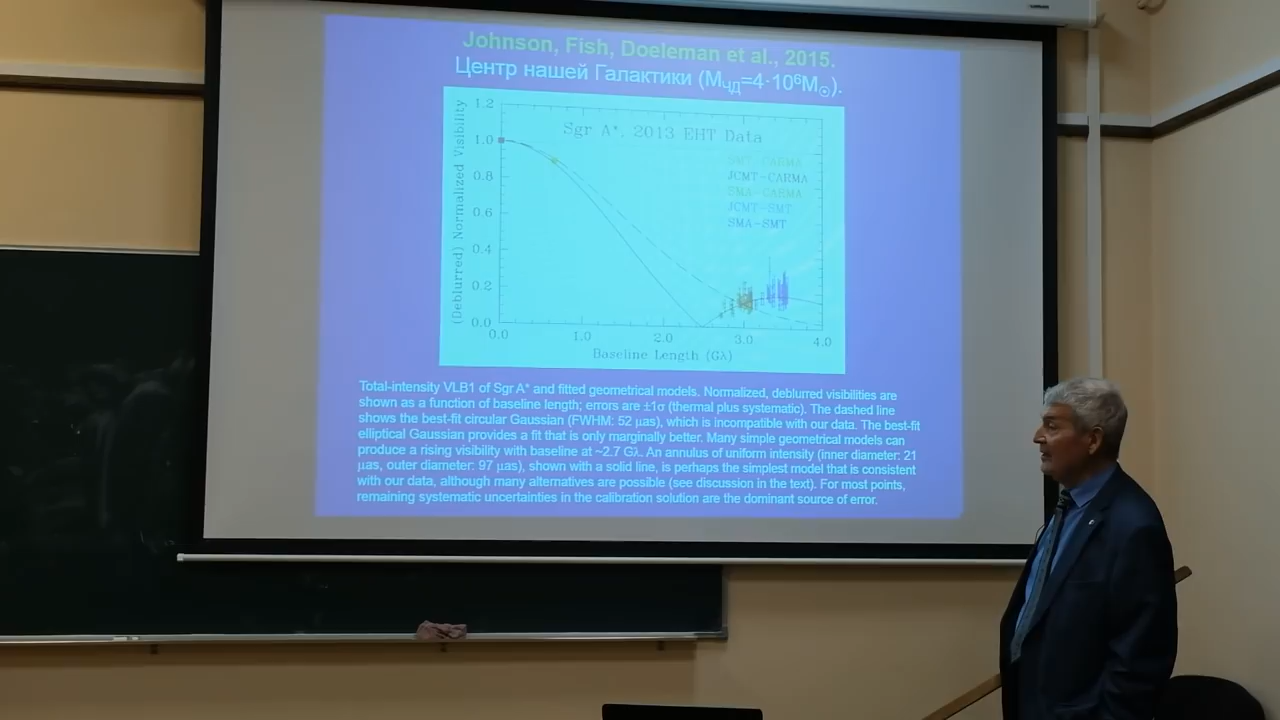 Johnson, Fish, Doeleman et al., 2015.
Центр нашей Галактики (МЧД=4·10⁶М☉).
Sgr A*, 2013 EHT Data
SMT-CARMA
JCMT-CARMA
SMA-CARMA
JCMT-SMT
SMA-SMT
(Deblurred) Normalized Visibility
1.2
1.0
0.8
0.6
0.4
0.2
0.0
0.0 1.0 2.0 3.0 4.0
Baseline Length (Gλ)
Total-intensity VLB1 of Sgr A* and fitted geometrical models. Normalized, deblurred visibilities are
shown as a function of baseline length; errors are ±1σ (thermal plus systematic). The dashed line
shows the best-fit circular Gaussian (FWHM: 52 µas), which is incompatible with our data. The best-fit
elliptical Gaussian provides a fit that is only marginally better. Many simple geometrical models can
produce a rising visibility with baseline at ~2.7 Gλ. An annulus of uniform intensity (inner diameter: 21
µas, outer diameter: 97 µas), shown with a solid line, is perhaps the simplest model that is consistent
with our data, although many alternatives are possible (see discussion in the text). For most points,
remaining systematic uncertainties in the calibration solution are the dominant source of error.